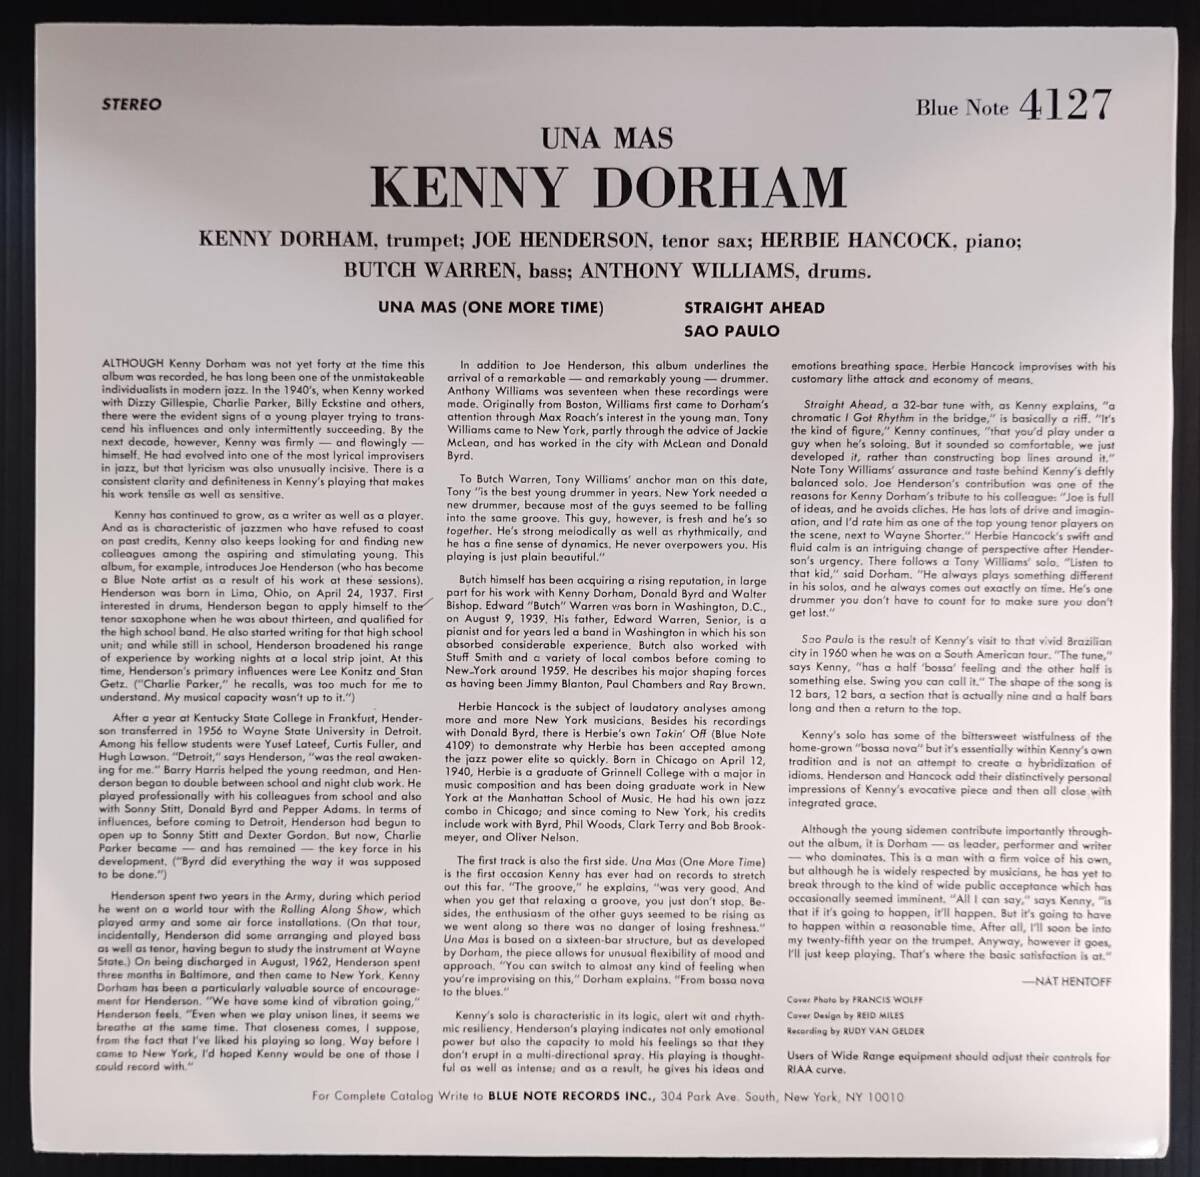 STEREO
Blue Note 4127
UNA MAS
KENNY DORHAM
KENNY DORHAM, trumpet; JOE HENDERSON, tenor sax; HERBIE HANCOCK, piano;
BUTCH WARREN, bass; ANTHONY WILLIAMS, drums.
UNA MAS (ONE MORE TIME)
STRAIGHT AHEAD
SAO PAULO
ALTHOUGH Kenny Dorham was not yet forty at the time this
album was recorded, he has long been one of the unmistakeable
individualists in modern jazz. In the 1940's, when Kenny worked
with Dizzy Gillespie, Charlie Parker, Billy Eckstine and others,
there were the evident signs of a young player trying to trans-
cend his influences and only intermittently succeeding. By the
next decade, however, Kenny was firmly — and flowingly —
himself. He had evolved into one of the most lyrical improvisers
in jazz, but that lyricism was also unusually incisive. There is a
consistent clarity and definiteness in Kenny's playing that makes
his work tensile as well as sensitive.
Kenny has continued to grow, as a writer as well as a player.
And as is characteristic of jazzmen who have refused to coast
on past credits, Kenny also keeps looking for and finding new
colleagues among the aspiring and stimulating young. This
album, for example, introduces Joe Henderson (who has become
a Blue Note artist as a result of his work at these sessions).
Henderson was born in Lima, Ohio, on April 24, 1937. First
interested in drums, Henderson began to apply himself to the
tenor saxophone when he was about thirteen, and qualified for
the high school band. He also started writing for that high school
unit; and while still in school, Henderson broadened his range
of experience by working nights at a local strip joint. At this
time, Henderson's primary influences were Lee Konitz and Stan
Getz. ("Charlie Parker," he recalls, was too much for me to
understand. My musical capacity wasn't up to it.")
After a year at Kentucky State College in Frankfurt, Hender-
son transferred in 1956 to Wayne State University in Detroit.
Among his fellow students were Yusef Lateef, Curtis Fuller, and
Hugh Lawson. "Detroit," says Henderson, "was the real awaken-
ing for me." Barry Harris helped the young reedman, and Hen-
derson began to double between school and night club work. He
played professionally with his colleagues from school and also
with Sonny Stitt, Donald Byrd and Pepper Adams. In terms of
influences, before coming to Detroit, Henderson had begun to
open up to Sonny Stitt and Dexter Gordon. But now, Charlie
Parker became — and has remained — the key force in his
development. ("Byrd did everything the way it was supposed
to be done.")
Henderson spent two years in the Army, during which period
he went on a world tour with the Rolling Along Show, which
played army and some air force installations. (On that tour,
incidentally, Henderson did some arranging and played bass
as well as tenor, having begun to study the instrument at Wayne
State.) On being discharged in August, 1962, Henderson spent
three months in Baltimore, and then came to New York. Kenny
Dorham has been a particularly valuable source of encourage-
ment for Henderson. "We have some kind of vibration going,"
Henderson feels. "Even when we play unison lines, it seems we
breathe at the same time. That closeness comes, I suppose,
from the fact that I've liked his playing so long. Way before I
came to New York, I'd hoped Kenny would be one of those I
could record with."
In addition to Joe Henderson, this album underlines the
arrival of a remarkable — and remarkably young — drummer.
Anthony Williams was seventeen when these recordings were
made. Originally from Boston, Williams first came to Dorham's
attention through Max Roach's interest in the young man. Tony
Williams came to New York, partly through the advice of Jackie
McLean, and has worked in the city with McLean and Donald
Byrd.
To Butch Warren, Tony Williams' anchor man on this date,
Tony "is the best young drummer in years. New York needed a
new drummer, because most of the guys seemed to be falling
into the same groove. This guy, however, is fresh and he's so
together. He's strong melodically as well as rhythmically, and
he has a fine sense of dynamics. He never overpowers you. His
playing is just plain beautiful."
Butch himself has been acquiring a rising reputation, in large
part for his work with Kenny Dorham, Donald Byrd and Walter
Bishop. Edward "Butch" Warren was born in Washington, D.C.,
on August 9, 1939. His father, Edward Warren, Senior, is a
pianist and for years led a band in Washington in which his son
absorbed considerable experience. Butch also worked with
Stuff Smith and a variety of local combos before coming to
New York around 1959. He describes his major shaping forces
as having been Jimmy Blanton, Paul Chambers and Ray Brown.
Herbie Hancock is the subject of laudatory analyses among
more and more New York musicians. Besides his recordings
with Donald Byrd, there is Herbie's own Takin' Off (Blue Note
4109) to demonstrate why Herbie has been accepted among
the jazz power elite so quickly. Born in Chicago on April 12,
1940, Herbie is a graduate of Grinnell College with a major in
music composition and has been doing graduate work in New
York at the Manhattan School of Music. He had his own jazz
combo in Chicago; and since coming to New York, his credits
include work with Byrd, Phil Woods, Clark Terry and Bob Brook-
meyer, and Oliver Nelson.
The first track is also the first side. Una Mas (One More Time)
is the first occasion Kenny has ever had on records to stretch
out this far. "The groove," he explains, "was very good. And
when you get that relaxing a groove, you just don't stop. Be-
sides, the enthusiasm of the other guys seemed to be rising as
we went along so there was no danger of losing freshness."
Una Mas is based on a sixteen-bar structure, but as developed
by Dorham, the piece allows for unusual flexibility of mood and
approach. "You can switch to almost any kind of feeling when
you're improvising on this," Dorham explains. "From bossa nova
to the blues."
Kenny's solo is characteristic in its logic, alert wit and rhyth-
mic resiliency. Henderson's playing indicates not only emotional
power but also the capacity to mold his feelings so that they
don't erupt in a multi-directional spray. His playing is thought-
ful as well as intense; and as a result, he gives his ideas and
emotions breathing space. Herbie Hancock improvises with his
customary lithe attack and economy of means.
Straight Ahead, a 32-bar tune with, as Kenny explains, "a
chromatic I Got Rhythm in the bridge," is basically a riff. "It's
the kind of figure," Kenny continues, "that you'd play under a
guy when he's soloing. But it sounded so comfortable, we just
developed it, rather than constructing bop lines around it."
Note Tony Williams' assurance and taste behind Kenny's deftly
balanced solo. Joe Henderson's contribution was one of the
reasons for Kenny Dorham's tribute to his colleague: "Joe is full
of ideas, and he avoids cliches. He has lots of drive and imagin-
ation, and I'd rate him as one of the top young tenor players on
the scene, next to Wayne Shorter." Herbie Hancock's swift and
fluid calm is an intriguing change of perspective after Hender-
son's urgency. There follows a Tony Williams' solo. "Listen to
that kid," said Dorham. "He always plays something different
in his solos, and he always comes out exactly on time. He's one
drummer you don't have to count for to make sure you don't
get lost."
Sao Paulo is the result of Kenny's visit to that vivid Brazilian
city in 1960 when he was on a South American tour. "The tune,"
says Kenny, "has a half 'bossa' feeling and the other half is
something else. Swing you can call it." The shape of the song is
12 bars, 12 bars, a section that is actually nine and a half bars
long and then a return to the top.
Kenny's solo has some of the bittersweet wistfulness of the
home-grown "bossa nova" but it's essentially within Kenny's own
tradition and is not an attempt to create a hybridization of
idioms. Henderson and Hancock add their distinctively personal
impressions of Kenny's evocative piece and then all close with
integrated grace.
Although the young sidemen contribute importantly through-
out the album, it is Dorham — as leader, performer and writer
— who dominates. This is a man with a firm voice of his own,
but although he is widely respected by musicians, he has yet to
break through to the kind of wide public acceptance which has
occasionally seemed imminent. "All I can say," says Kenny, "is
that if it's going to happen, it'll happen. But it's going to have
to happen within a reasonable time. After all, I'll soon be into
my twenty-fifth year on the trumpet. Anyway, however it goes,
I'll just keep playing. That's where the basic satisfaction is at."
—NAT HENTOFF
Cover Photo by FRANCIS WOLFF
Cover Design by REID MILES
Recording by RUDY VAN GELDER
Users of Wide Range equipment should adjust their controls for
RIAA curve.
For Complete Catalog Write to BLUE NOTE RECORDS INC., 304 Park Ave. South, New York, NY 10010